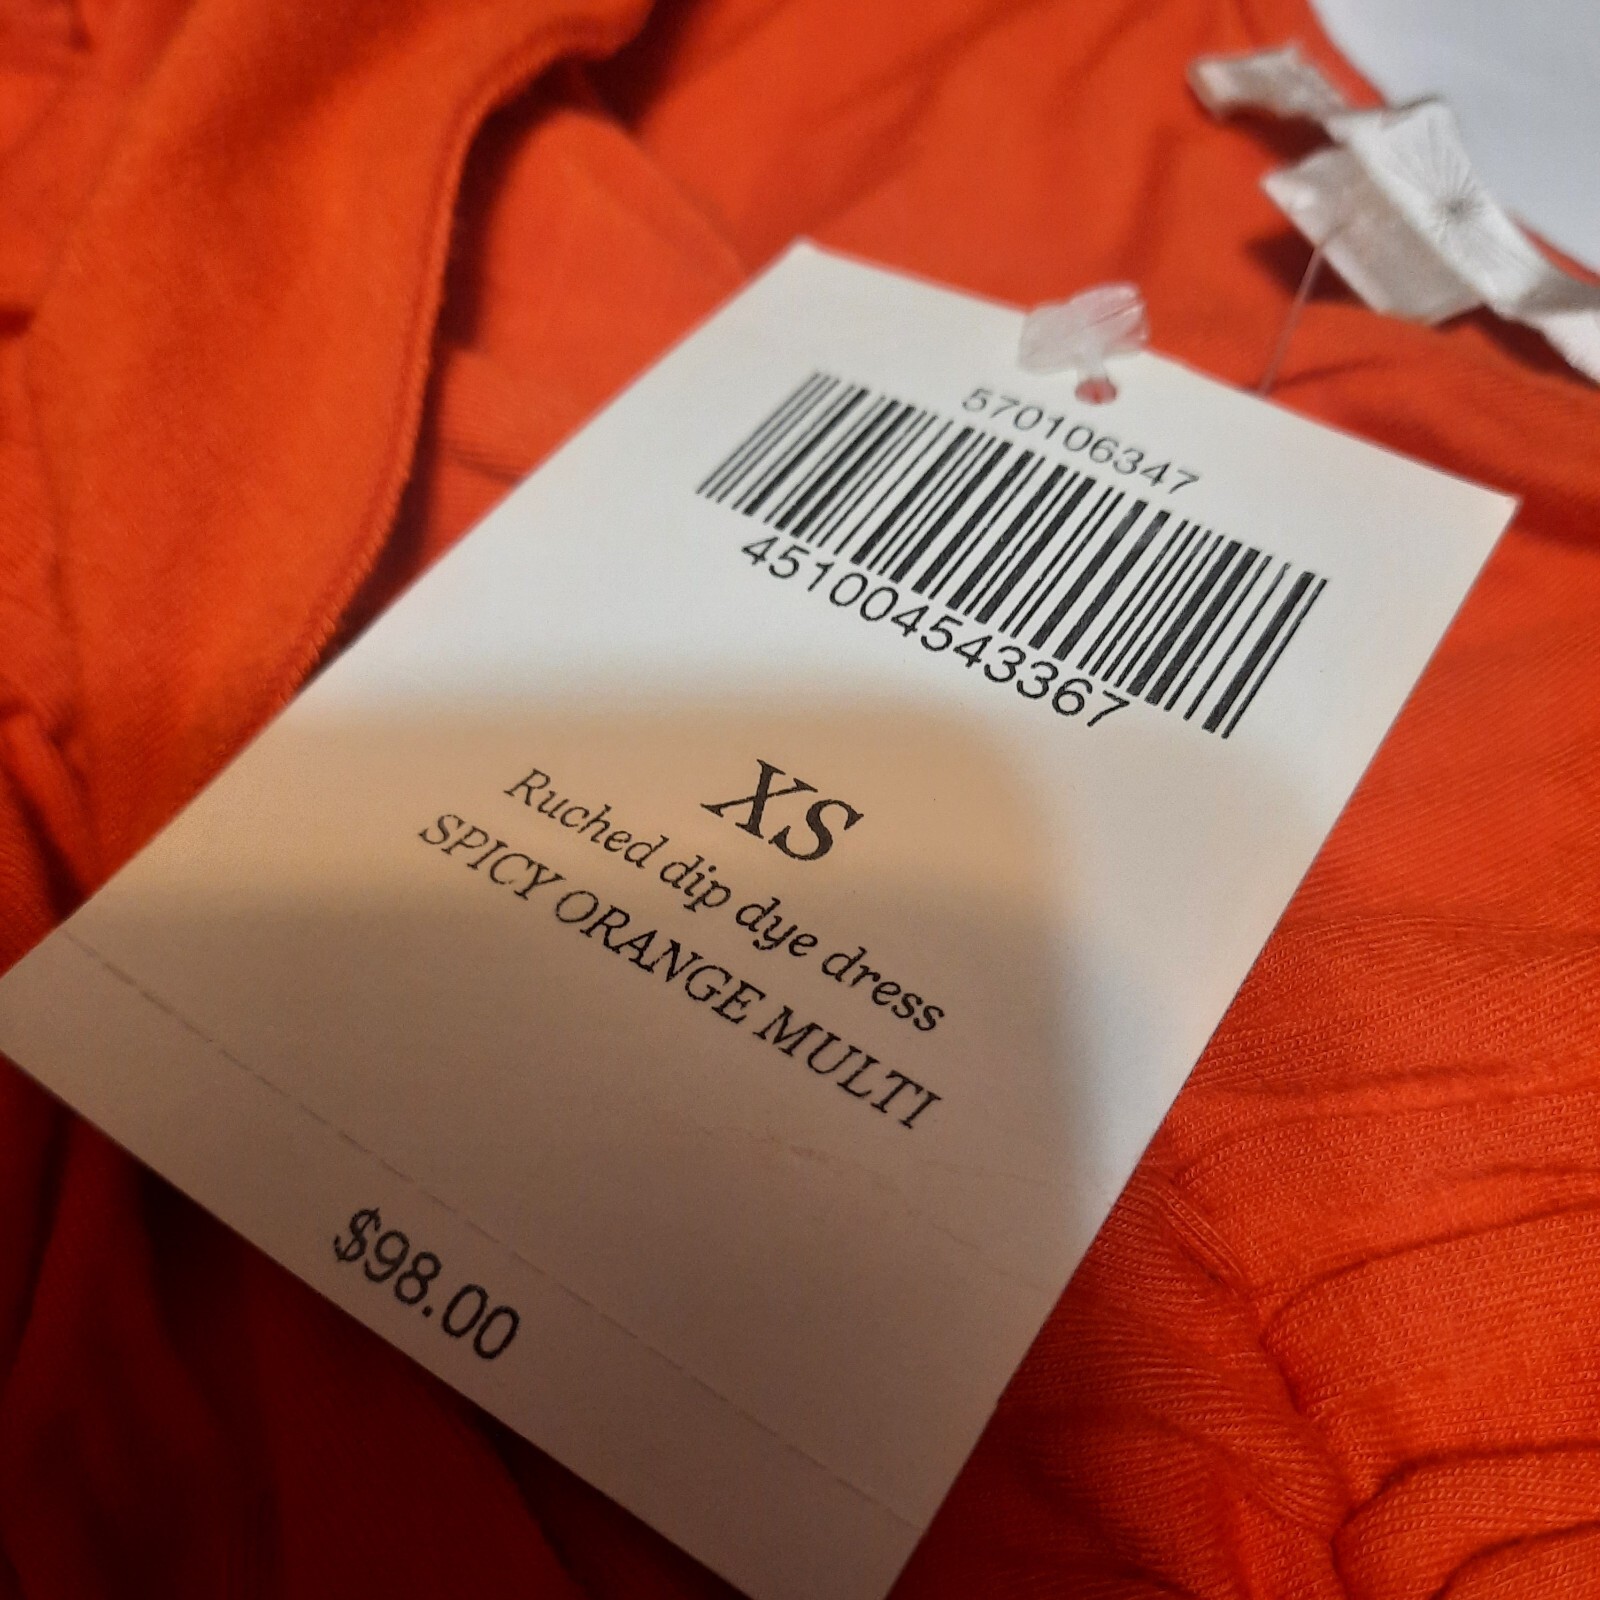 570106347
451004543367
XS
Ruched dip dye dress
SPICY ORANGE MULTI
$98.00